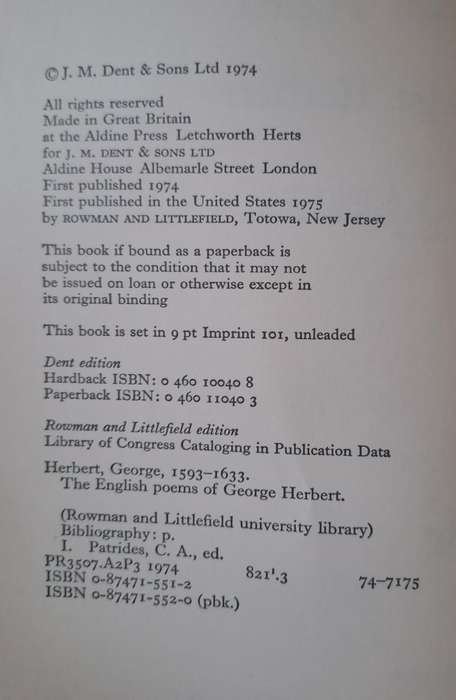 © J. M. Dent & Sons Ltd 1974
All rights reserved
Made in Great Britain
at the Aldine Press Letchworth Herts
for J. M. DENT & SONS LTD
Aldine House Albemarle Street London
First published 1974
First published in the United States 1975
by ROWMAN AND LITTLEFIELD, Totowa, New Jersey
This book if bound as a paperback is
subject to the condition that it may not
be issued on loan or otherwise except in
its original binding
This book is set in 9 pt Imprint 101, unleaded
Dent edition
Hardback ISBN: 0 460 10040 8
Paperback ISBN: 0 460 11040 3
Rowman and Littlefield edition
Library of Congress Cataloging in Publication Data
Herbert, George, 1593–1633.
The English poems of George Herbert.
(Rowman and Littlefield university library)
Bibliography: p.
I. Patrides, C. A., ed.
PR3507.A2P3 1974 821'.3 74-7175
ISBN 0-87471-551-2
ISBN 0-87471-552-0 (pbk.)